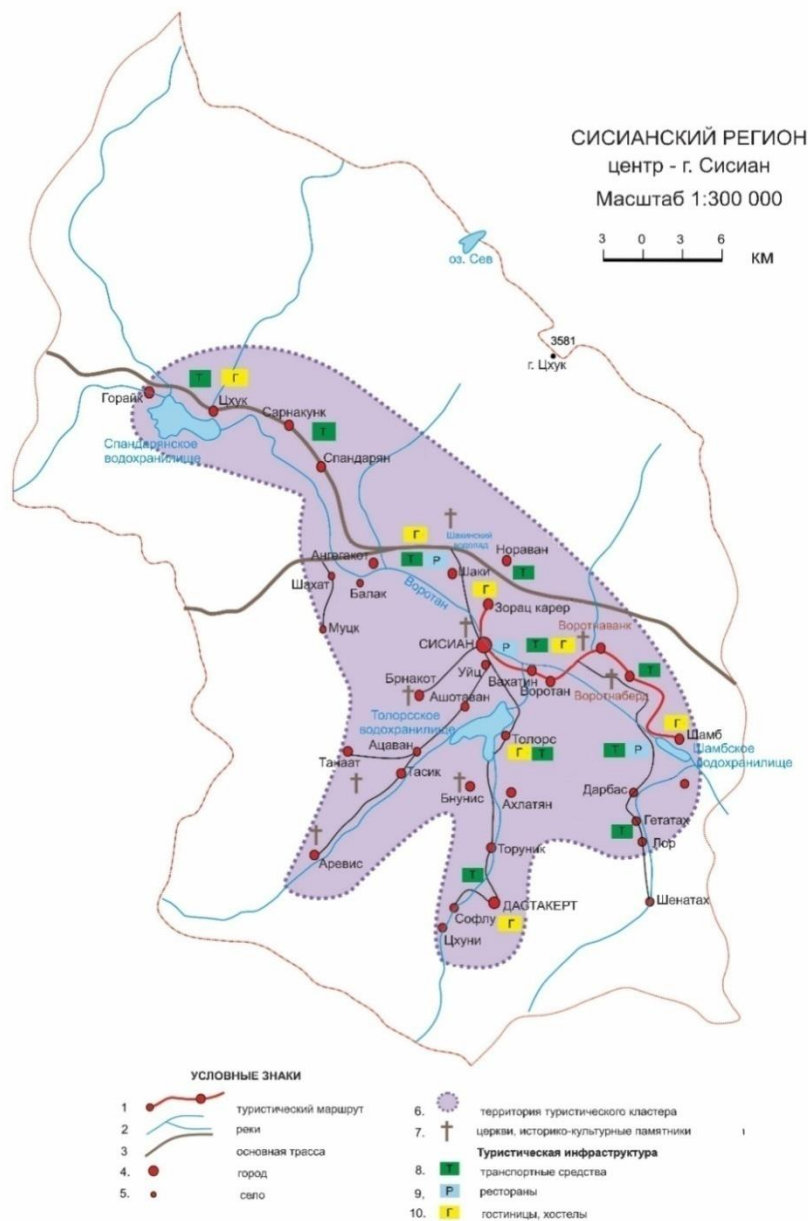 СИСИАНСКИЙ РЕГИОН
центр - г. Сисиан
Масштаб 1:300 000
3 0 3 6
км
оз. Сев
3581
г. Цхук
Т Г
Горайк
Цхук
Сарнакунк
Т
Спандарянское
водохранилище
Спандарян
Г
Шакинский
водопад
Ангегакот
Т Р
Нораван
Шаки
Т
Шахат
Балак
Воротан
Г
Зорац карер
Муцк
Воротнаванк
СИСИАН
Р Т Г
Уйц
Вахатин
Т
Брнакот
Воротан
Воротнаберд
Ашотаван
Г
Толорсское
водохранилище
Шамб
Толорс
Шамбское
водохранилище
Ацаван
Г Т
Т Р
Танаат
Тасик
Бнунис
Ахлатян
Дарбас
Гетатах
Т
Лор
Торуник
Аревис
Т
ДАСТАКЕРТ
Шенатах
Софлу
Г
Цхуни
УСЛОВНЫЕ ЗНАКИ
1 туристический маршрут
2 реки
3 основная трасса
4. город
5. село
6. территория туристического кластера
7. церкви, историко-культурные памятники
Туристическая инфраструктура
8. Т транспортные средства
9, Р рестораны
10. Г гостиницы, хостелы